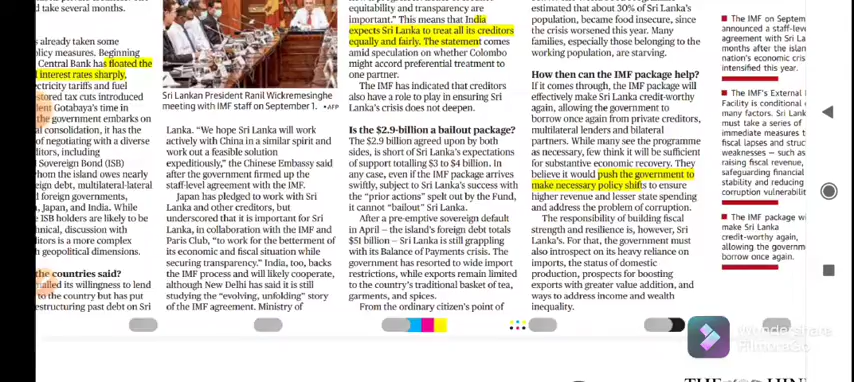 nd take several months.
already taken some
olicy measures. Beginning
Central Bank has floated the
interest rates sharply,
ectricity tariffs and fuel
stored tax cuts introduced
ent Gotabaya's time in
the government embarks on
al consolidation, it has the
of negotiating with a diverse
ditors, including
Sovereign Bond (ISB)
hom the island owes nearly
eign debt, multilateral-lateral
foreign governments,
, Japan, and India. While
ISB holders are likely to be
hnical, discussion with
ditors is a more complex
h geopolitical dimensions.
the countries said?
nalled its willingness to lend
to the country but has put
estructuring past debt on Sri
Sri Lankan President Ranil Wickremesinghe
meeting with IMF staff on September 1. • AFP
Lanka. “We hope Sri Lanka will work
actively with China in a similar spirit and
work out a feasible solution
expeditiously,” the Chinese Embassy said
after the government firmed up the
staff-level agreement with the IMF.
Japan has pledged to work with Sri
Lanka and other creditors, but
underscored that it is important for Sri
Lanka, in collaboration with the IMF and
Paris Club, “to work for the betterment of
its economic and fiscal situation while
securing transparency.” India, too, backs
the IMF process and will likely cooperate,
although New Delhi has said it is still
studying the “evolving, unfolding” story
of the IMF agreement. Ministry of
equitability and transparency are
important.” This means that India
expects Sri Lanka to treat all its creditors
equally and fairly. The statement comes
amid speculation on whether Colombo
might accord preferential treatment to
one partner.
The IMF has indicated that creditors
also have a role to play in ensuring Sri
Lanka's crisis does not deepen.
Is the $2.9-billion a bailout package?
The $2.9 billion agreed upon by both
sides, is short of Sri Lanka's expectations
of support totalling $3 to $4 billion. In
any case, even if the IMF package arrives
swiftly, subject to Sri Lanka's success with
the “prior actions” spelt out by the Fund,
it cannot “bailout” Sri Lanka.
After a pre-emptive sovereign default
in April – the island's foreign debt totals
$51 billion – Sri Lanka is still grappling
with its Balance of Payments crisis. The
government has resorted to wide import
restrictions, while exports remain limited
to the country's traditional basket of tea,
garments, and spices.
From the ordinary citizen's point of
estimated that about 30% of Sri Lanka's
population, became food insecure, since
the crisis worsened this year. Many
families, especially those belonging to the
working population, are starving.
How then can the IMF package help?
If it comes through, the IMF package will
effectively make Sri Lanka credit-worthy
again, allowing the government to
borrow once again from private creditors,
multilateral lenders and bilateral
partners. While many see the programme
as necessary, few think it will be sufficient
for substantive economic recovery. They
believe it would push the government to
make necessary policy shifts to ensure
higher revenue and lesser state spending
and address the problem of corruption.
The responsibility of building fiscal
strength and resilience is, however, Sri
Lanka's. For that, the government must
also introspect on its heavy reliance on
imports, the status of domestic
production, prospects for boosting
exports with greater value addition, and
ways to address income and wealth
inequality.
The IMF on Septem
announced a staff-leve
agreement with Sri La
months after the islan
nation's economic cris
intensified this year.
The IMF's External
Facility is conditional
many factors. Sri Lank
must take a series of
immediate measures t
fiscal lapses and struct
weaknesses – such as
raising fiscal revenue,
safeguarding financial
stability and reducing
corruption vulnerabilit
The IMF package wi
make Sri Lanka
credit-worthy again,
allowing the governm
borrow once again.
Wondershare
FilmoraGo